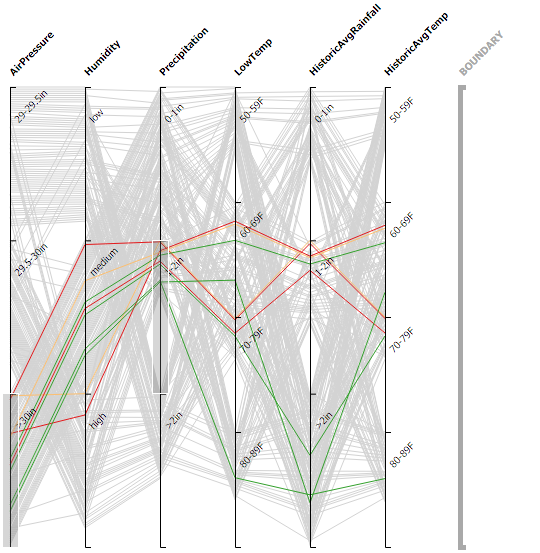 AirPressure
Humidity
Precipitation
LowTemp
HistoricAvgRainfall
HistoricAvgTemp
BOUNDARY
29-29.5in
29.5-30in
>30in
low
medium
high
0-1in
1-2in
>2in
50-59F
60-69F
70-79F
80-89F
0-1in
1-2in
>2in
50-59F
60-69F
70-79F
80-89F